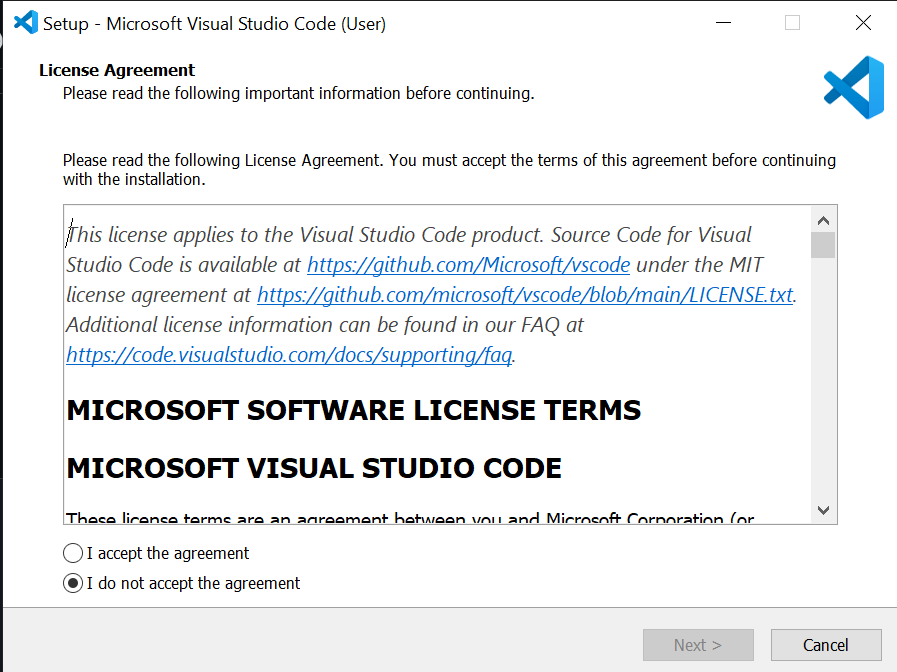 Setup - Microsoft Visual Studio Code (User)
License Agreement
Please read the following important information before continuing.
Please read the following License Agreement. You must accept the terms of this agreement before continuing
with the installation.
This license applies to the Visual Studio Code product. Source Code for Visual
Studio Code is available at https://github.com/Microsoft/vscode under the MIT
license agreement at https://github.com/microsoft/vscode/blob/main/LICENSE.txt.
Additional license information can be found in our FAQ at
https://code.visualstudio.com/docs/supporting/faq.
MICROSOFT SOFTWARE LICENSE TERMS
MICROSOFT VISUAL STUDIO CODE
These license terms are an agreement between you and Microsoft Corporation (or
I accept the agreement
I do not accept the agreement
Next >
Cancel